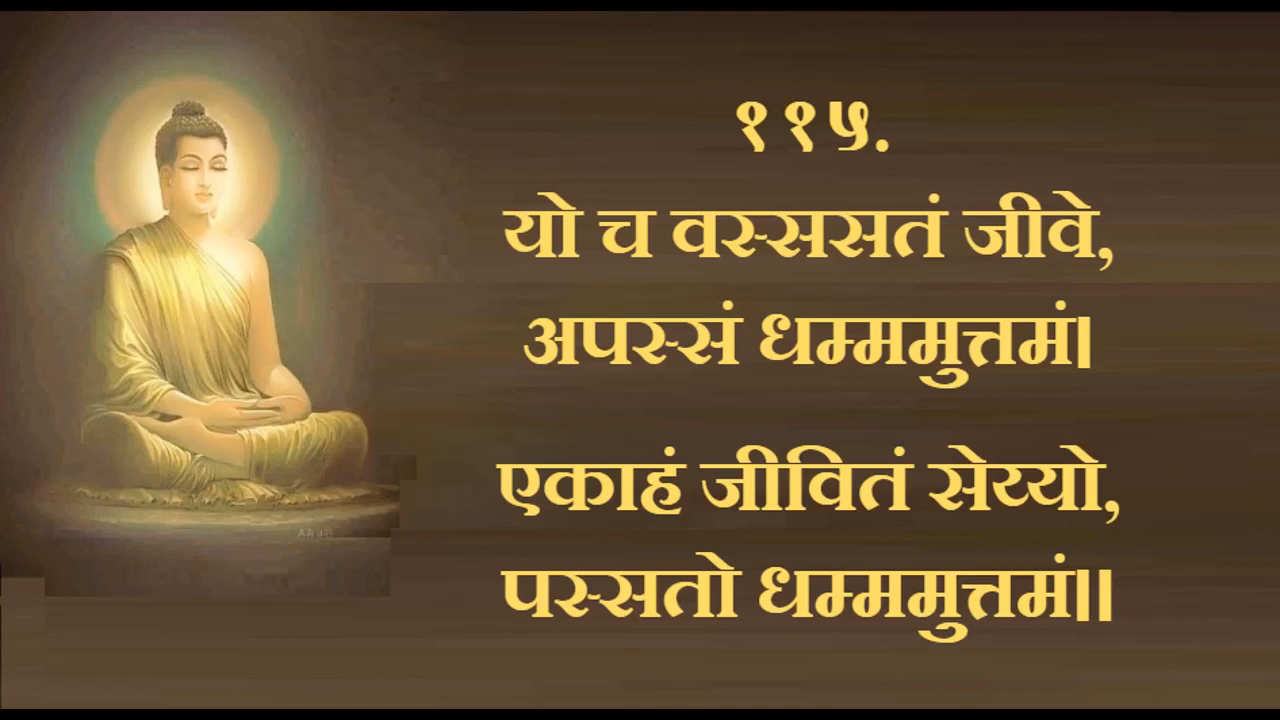 ११५.
यो च वस्ससतं जीवे,
अपस्सं धम्ममुत्तमं।
एकाहं जीवितं सेय्यो,
पस्सतो धम्ममुत्तमं॥